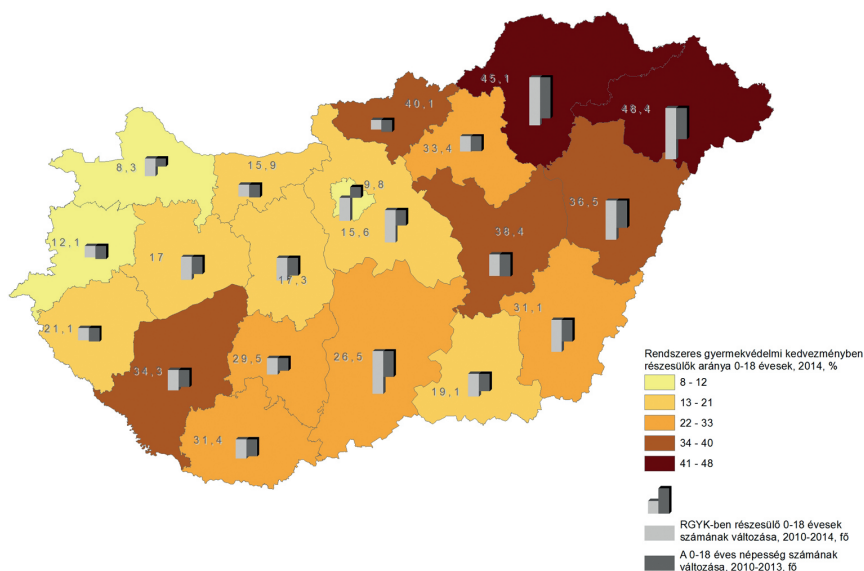 45,1
40,1
48,4
33,4
8,3
15,9
9,8
36,5
15,6
38,4
12,1
17
17,3
31,1
21,1
34,3
29,5
26,5
19,1
31,4
Rendszeres gyermekvédelmi kedvezményben
részesülők aránya 0-18 évesek, 2014, %
8 - 12
13 - 21
22 - 33
34 - 40
41 - 48
RGYK-ben részesülő 0-18 évesek
számának változása, 2010-2014, fő
A 0-18 éves népesség számának
változása, 2010-2013, fő